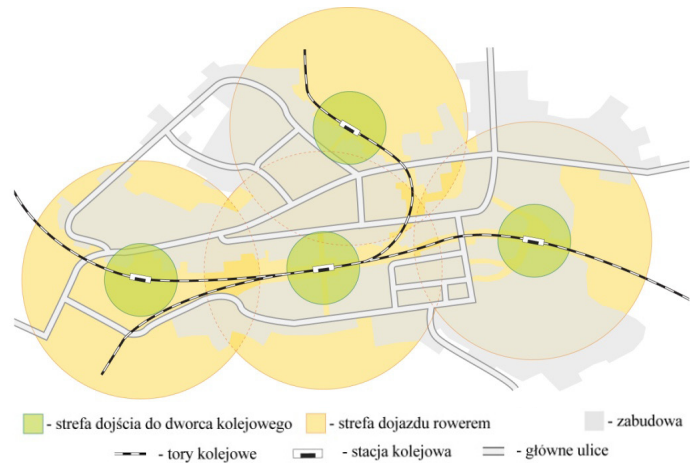 - strefa dojścia do dworca kolejowego - strefa dojazdu rowerem - zabudowa
- tory kolejowe - stacja kolejowa - główne ulice